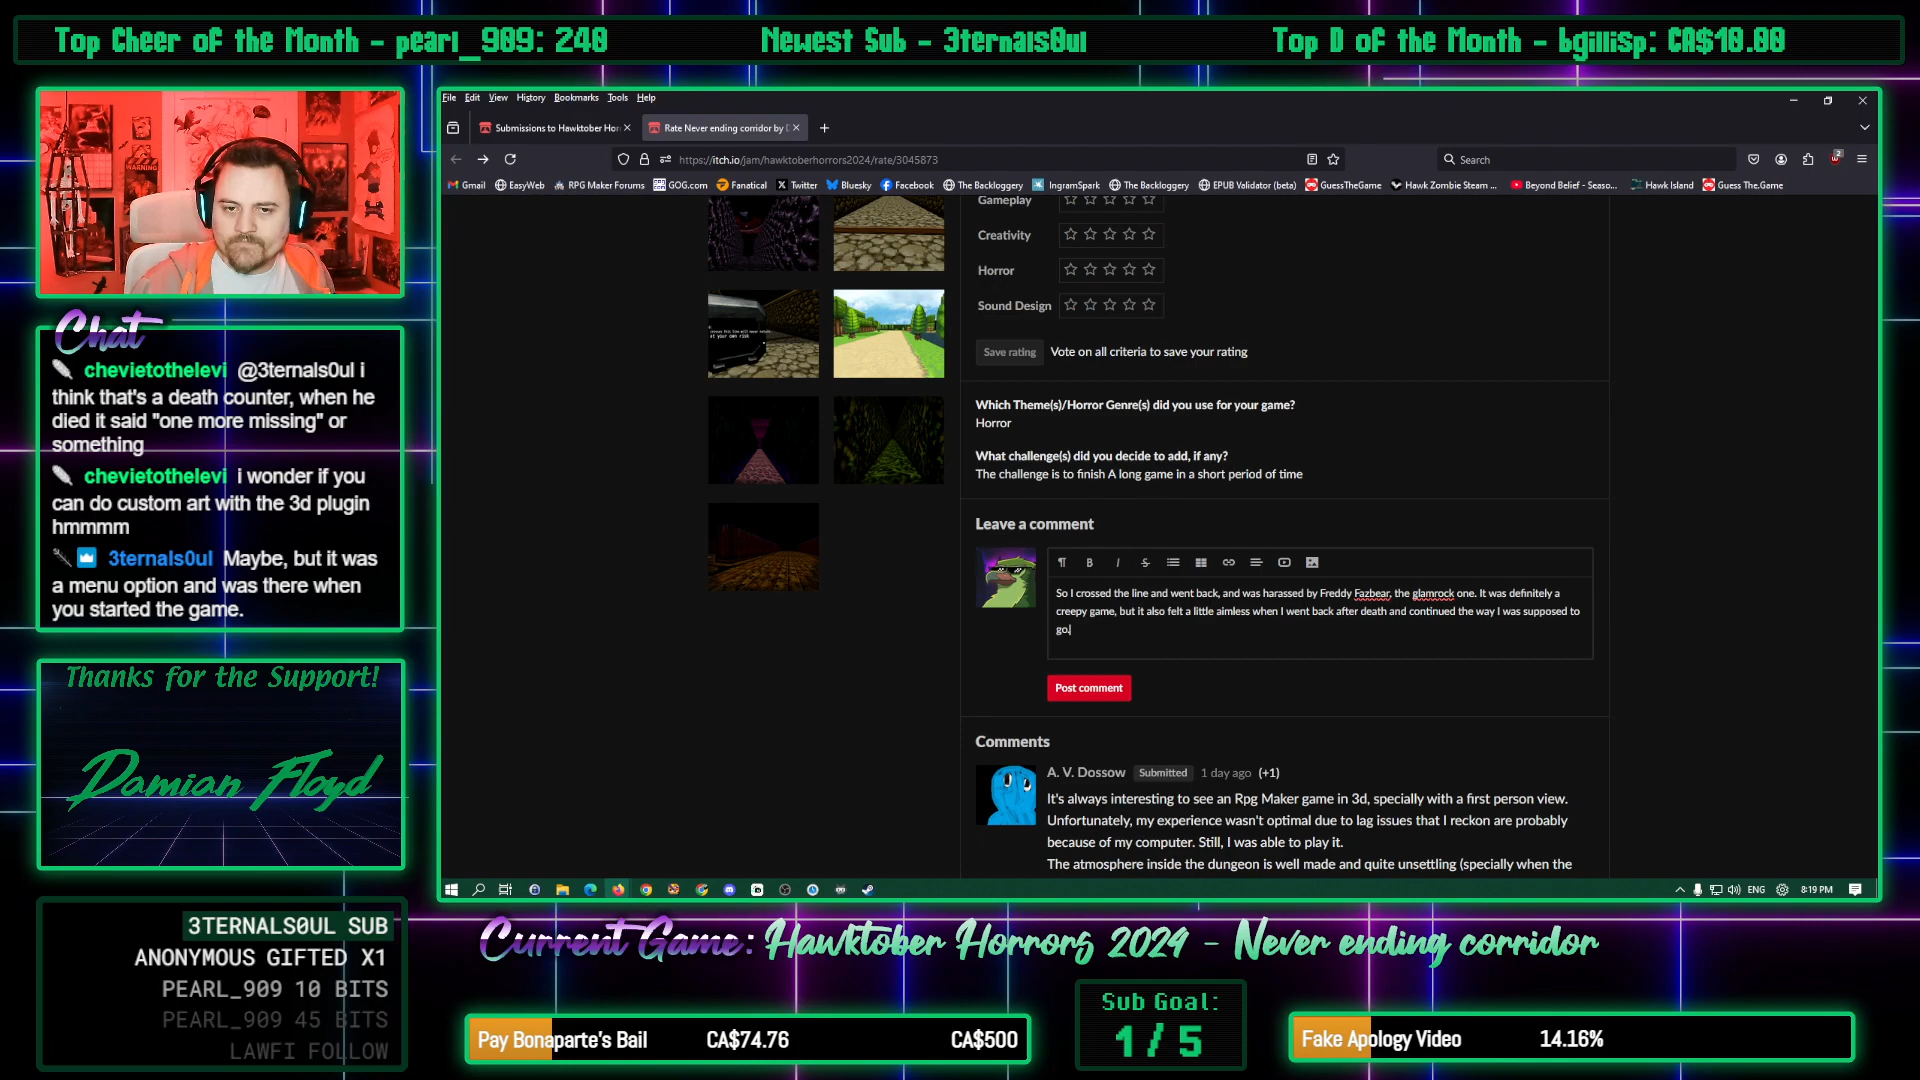 Top Cheer of the Month - pearl_909: 240
Newest Sub - 3ternals0ul
Top D of the Month - bgillisp: CA$10.00
File Edit View History Bookmarks Tools Help
Submissions to Hawktober Hor
Rate Never ending corridor by
https://itch.io/jam/hawktoberhorrors2024/rate/3045873
Search
2
Gmail EasyWeb RPG Maker Forums GOG.com Fanatical Twitter Bluesky Facebook The Backloggery IngramSpark The Backloggery EPUB Validator (beta) GuessTheGame Hawk Zombie Steam ... Beyond Belief - Seaso... Hawk Island Guess The.Game
WARNING
Gameplay
Creativity
Horror
Sound Design
Save rating Vote on all criteria to save your rating
Which Theme(s)/Horror Genre(s) did you use for your game?
Horror
What challenge(s) did you decide to add, if any?
The challenge is to finish A long game in a short period of time
Leave a comment
So I crossed the line and went back, and was harassed by Freddy Fazbear, the glamrock one. It was definitely a
creepy game, but it also felt a little aimless when I went back after death and continued the way I was supposed to
go.
Post comment
Comments
A. V. Dossow Submitted 1 day ago (+1)
It's always interesting to see an Rpg Maker game in 3d, specially with a first person view.
Unfortunately, my experience wasn't optimal due to lag issues that I reckon are probably
because of my computer. Still, I was able to play it.
The atmosphere inside the dungeon is well made and quite unsettling (specially when the
ENG 8:19 PM
Chat
chevietothelevi @3ternals0ul i
think that's a death counter, when he
died it said "one more missing" or
something
chevietothelevi i wonder if you
can do custom art with the 3d plugin
hmmmm
3ternals0ul Maybe, but it was
a menu option and was there when
you started the game.
Thanks for the Support!
Damian Floyd
3TERNALS0UL SUB
ANONYMOUS GIFTED X1
PEARL_909 10 BITS
PEARL_909 45 BITS
LAWFI FOLLOW
Current Game: Hawktober Horrors 2024 - Never ending corridor
Pay Bonaparte's Bail CA$74.76 CA$500
Sub Goal:
1 / 5
Fake Apology Video 14.16%